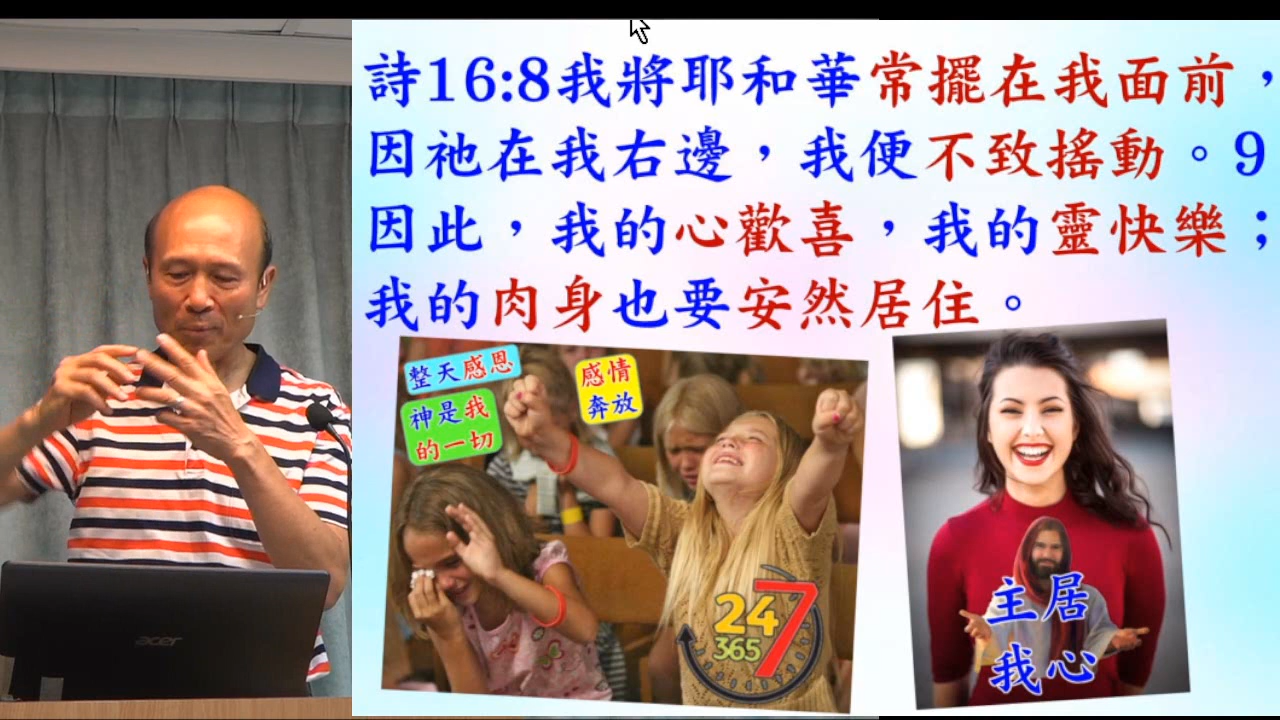 詩16:8我將耶和華常擺在我面前，
因祂在我右邊，我便不致搖動。9
因此，我的心歡喜，我的靈快樂；
我的肉身也要安然居住。
整天感恩
神是我
的一切
感情
奔放
24
7
365
主居
我心
acer